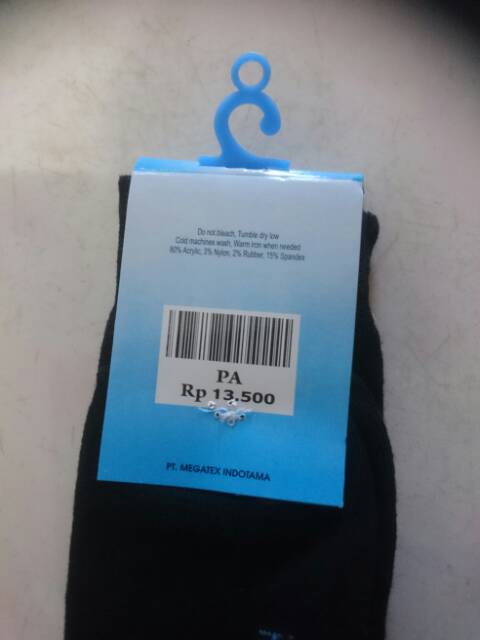 Do not bleach, Tumble dry low
Cold machines wash, Warm iron when needed
80% Acrylic, 3% Nylon, 2% Rubber, 15% Spandex
PA
Rp 13.500
PT. MEGATEX INDOTAMA